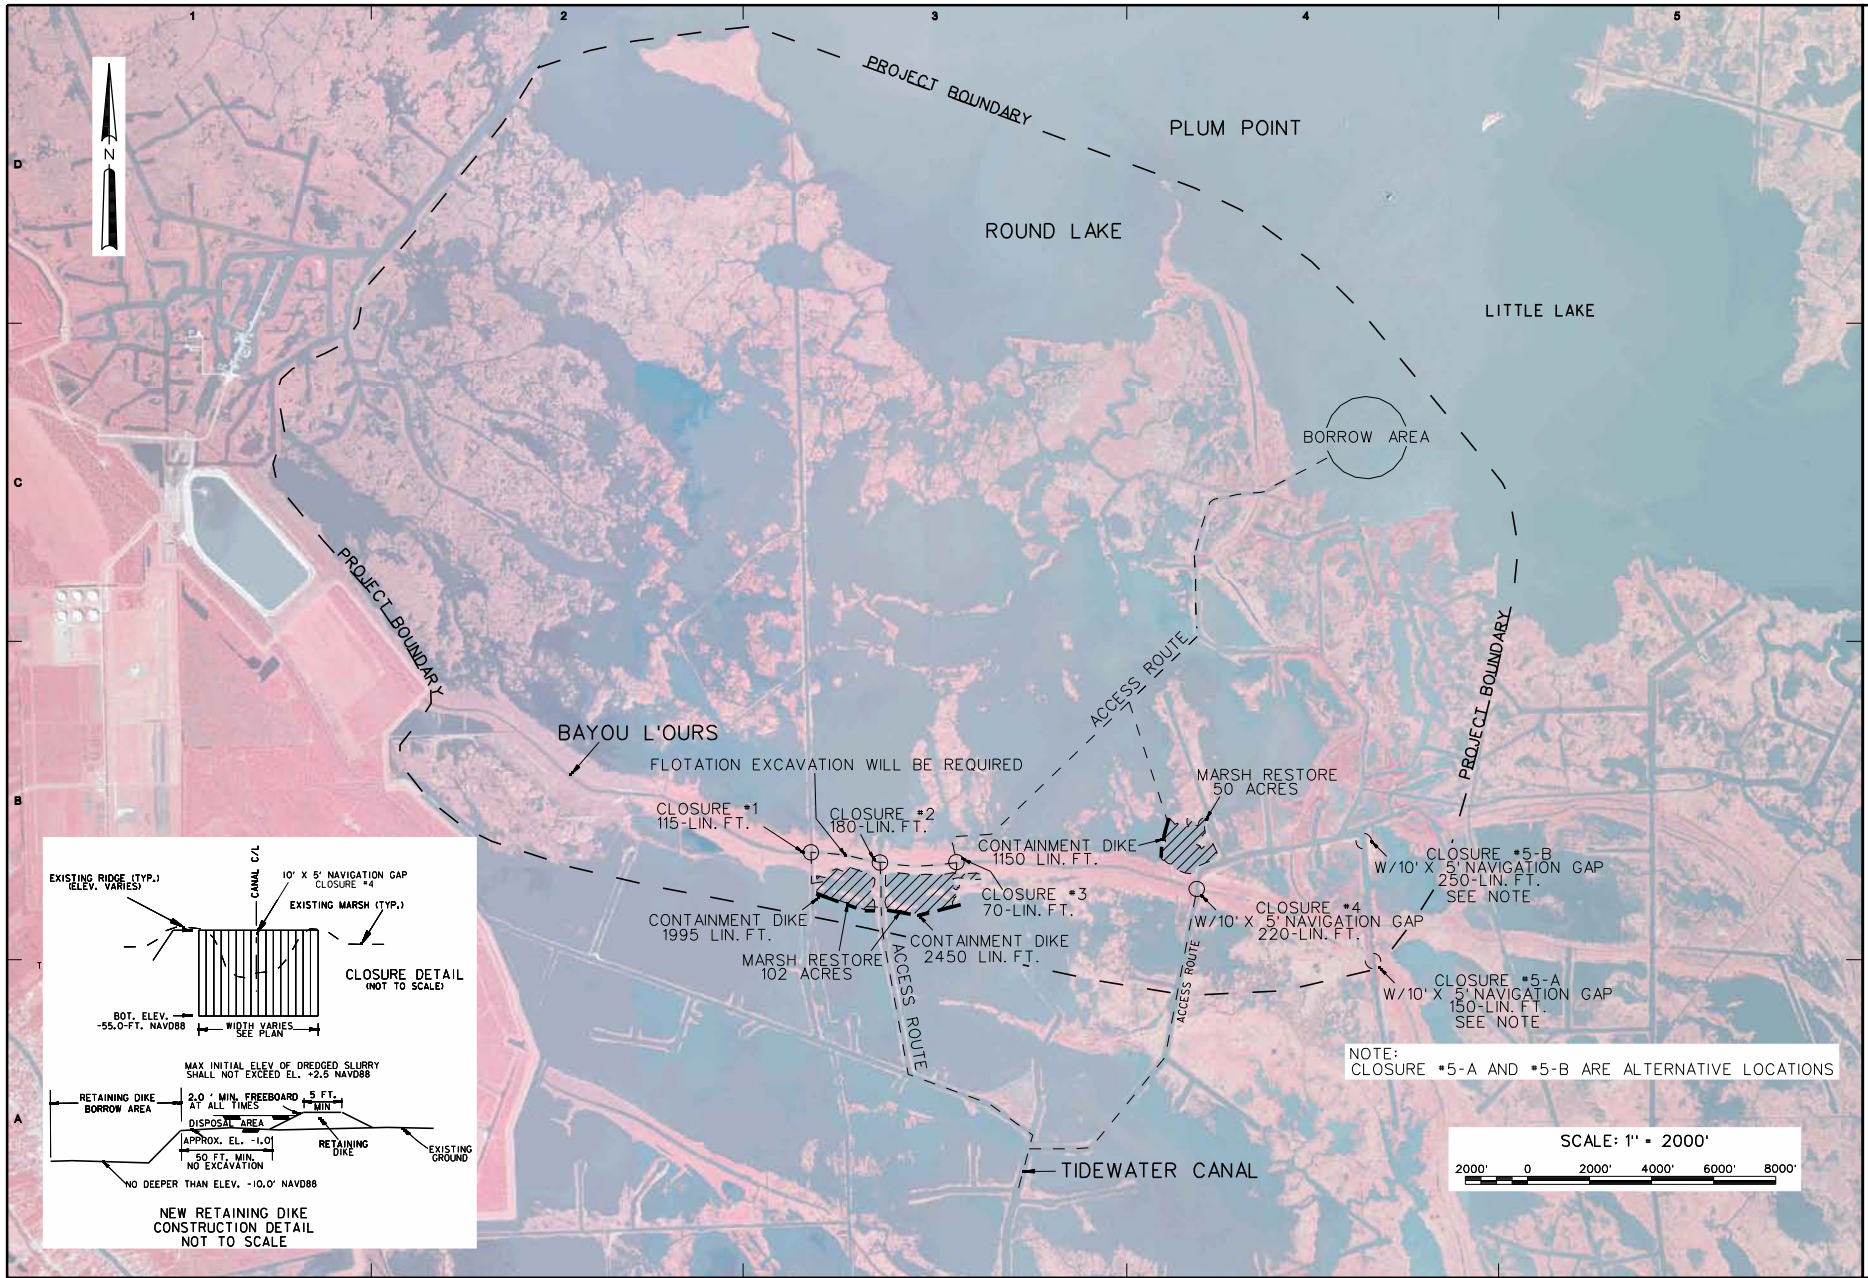 1
2
3
4
5
D
C
B
A
N
PROJECT BOUNDARY
PLUM POINT
ROUND LAKE
LITTLE LAKE
BORROW AREA
PROJECT BOUNDARY
PROJECT BOUNDARY
ACCESS ROUTE
BAYOU L'OURS
FLOTATION EXCAVATION WILL BE REQUIRED
CLOSURE #1
115-LIN. FT.
CLOSURE #2
180-LIN. FT.
MARSH RESTORE
50 ACRES
CONTAINMENT DIKE
1150 LIN. FT.
CLOSURE #3
70-LIN. FT.
CONTAINMENT DIKE
1995 LIN. FT.
MARSH RESTORE
102 ACRES
CONTAINMENT DIKE
2450 LIN. FT.
CLOSURE #5-B
W/10' X 5' NAVIGATION GAP
250-LIN. FT.
SEE NOTE
CLOSURE #4
W/10' X 5' NAVIGATION GAP
220-LIN. FT.
CLOSURE #5-A
W/10' X 5' NAVIGATION GAP
150-LIN. FT.
SEE NOTE
ACCESS ROUTE
ACCESS ROUTE
TIDEWATER CANAL
NOTE:
CLOSURE #5-A AND #5-B ARE ALTERNATIVE LOCATIONS
SCALE: 1" = 2000'
2000' 0 2000' 4000' 6000' 8000'
CANAL C/L
EXISTING RIDGE (TYP.)
(ELEV. VARIES)
10' X 5' NAVIGATION GAP
CLOSURE #4
EXISTING MARSH (TYP.)
CLOSURE DETAIL
(NOT TO SCALE)
BOT. ELEV.
-55.0-FT. NAVD88
WIDTH VARIES
SEE PLAN
MAX INITIAL ELEV OF DREDGED SLURRY
SHALL NOT EXCEED EL. +2.5 NAVD88
RETAINING DIKE
BORROW AREA
2.0 ' MIN. FREEBOARD
AT ALL TIMES
5 FT.
MIN
DISPOSAL AREA
APPROX. EL. -1.0'
50 FT. MIN.
NO EXCAVATION
RETAINING
DIKE
EXISTING
GROUND
NO DEEPER THAN ELEV. -10.0' NAVD88
NEW RETAINING DIKE
CONSTRUCTION DETAIL
NOT TO SCALE